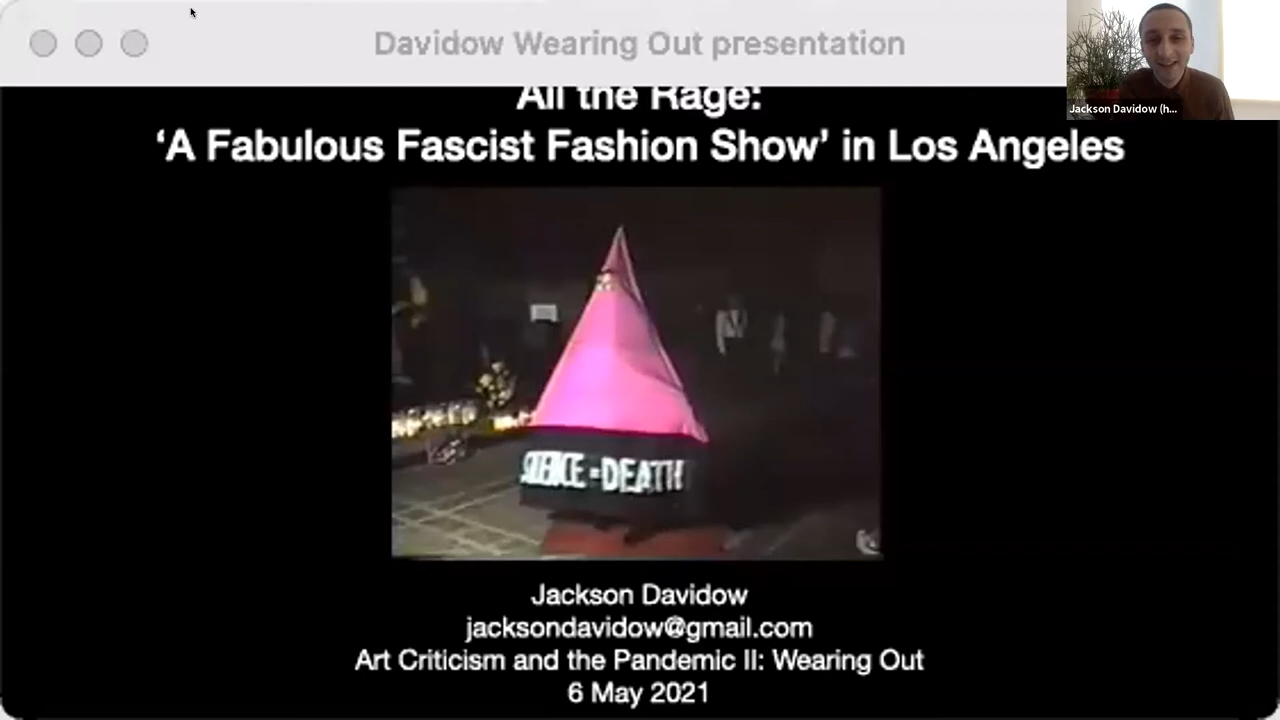 Davidow Wearing Out presentation
Jackson Davidow (h...
All the Rage:
‘A Fabulous Fascist Fashion Show’ in Los Angeles
SILENCE = DEATH
Jackson Davidow
jacksondavidow@gmail.com
Art Criticism and the Pandemic II: Wearing Out
6 May 2021